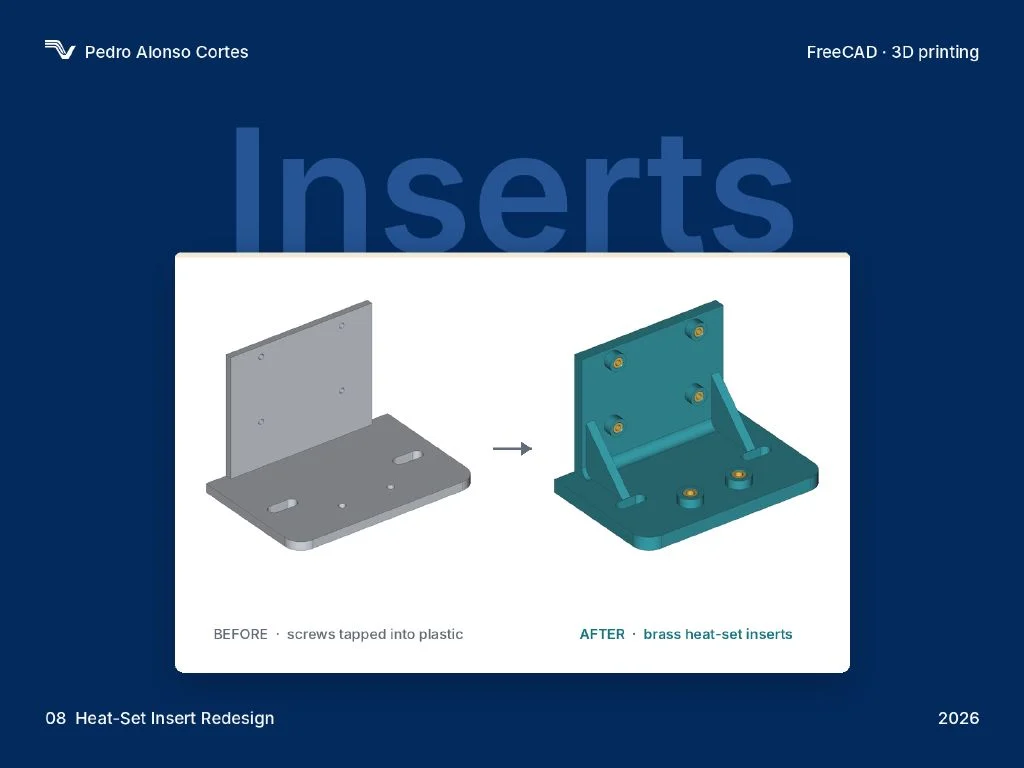 Pedro Alonso Cortes
FreeCAD · 3D printing
Inserts
BEFORE · screws tapped into plastic
AFTER · brass heat-set inserts
08 Heat-Set Insert Redesign
2026